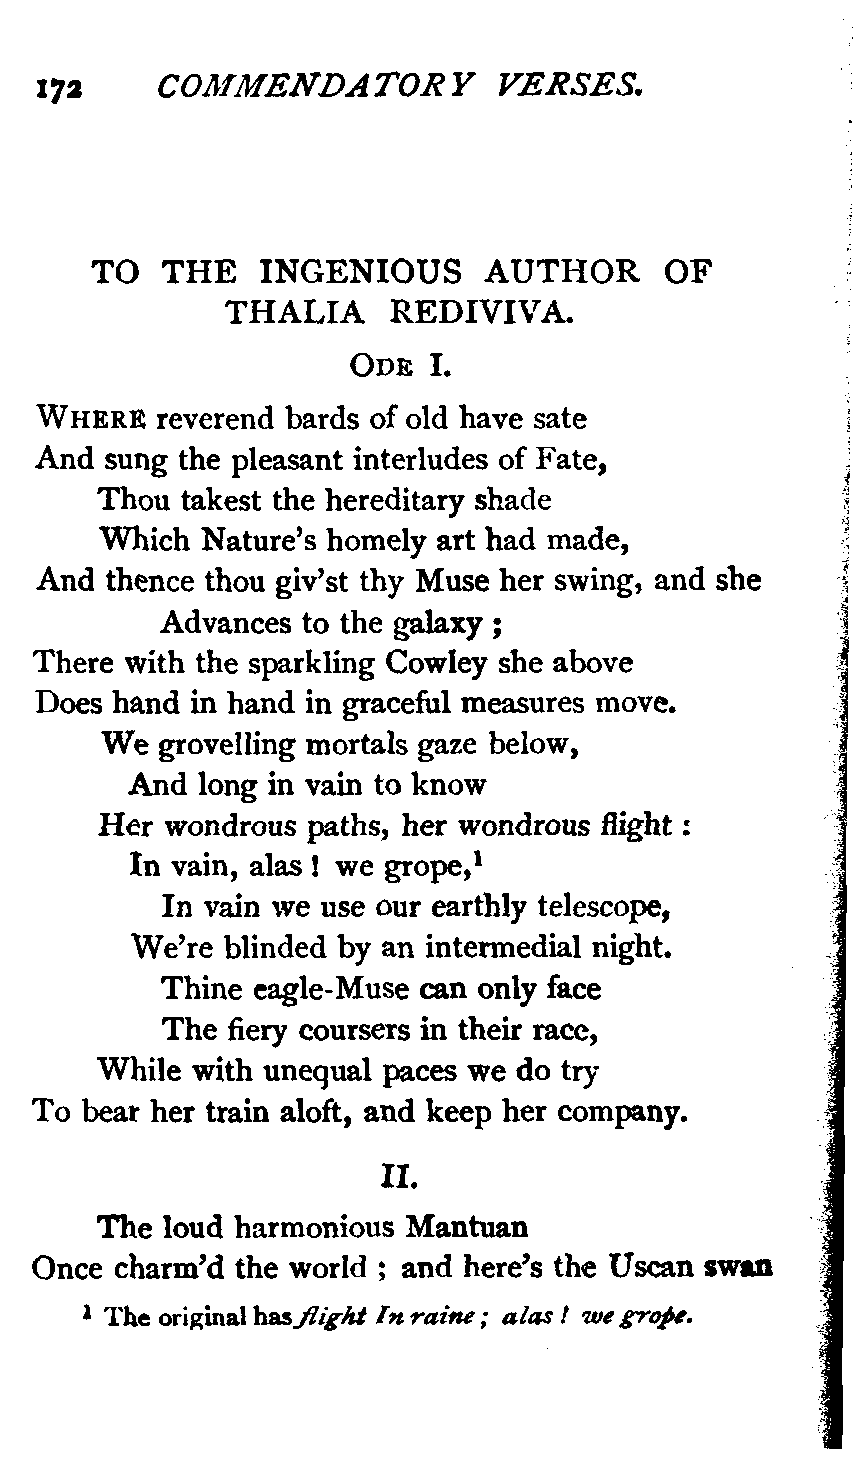 172 COMMENDATORY VERSES.
TO THE INGENIOUS AUTHOR OF
THALIA REDIVIVA.
ODE I.
WHERE reverend bards of old have sate
And sung the pleasant interludes of Fate,
Thou takest the hereditary shade
Which Nature's homely art had made,
And thence thou giv'st thy Muse her swing, and she
Advances to the galaxy ;
There with the sparkling Cowley she above
Does hand in hand in graceful measures move.
We grovelling mortals gaze below,
And long in vain to know
Her wondrous paths, her wondrous flight :
In vain, alas ! we grope,¹
In vain we use our earthly telescope,
We're blinded by an intermedial night.
Thine eagle-Muse can only face
The fiery coursers in their race,
While with unequal paces we do try
To bear her train aloft, and keep her company.
II.
The loud harmonious Mantuan
Once charm'd the world ; and here's the Uscan swan
¹ The original has flight In raine ; alas ! we grope.